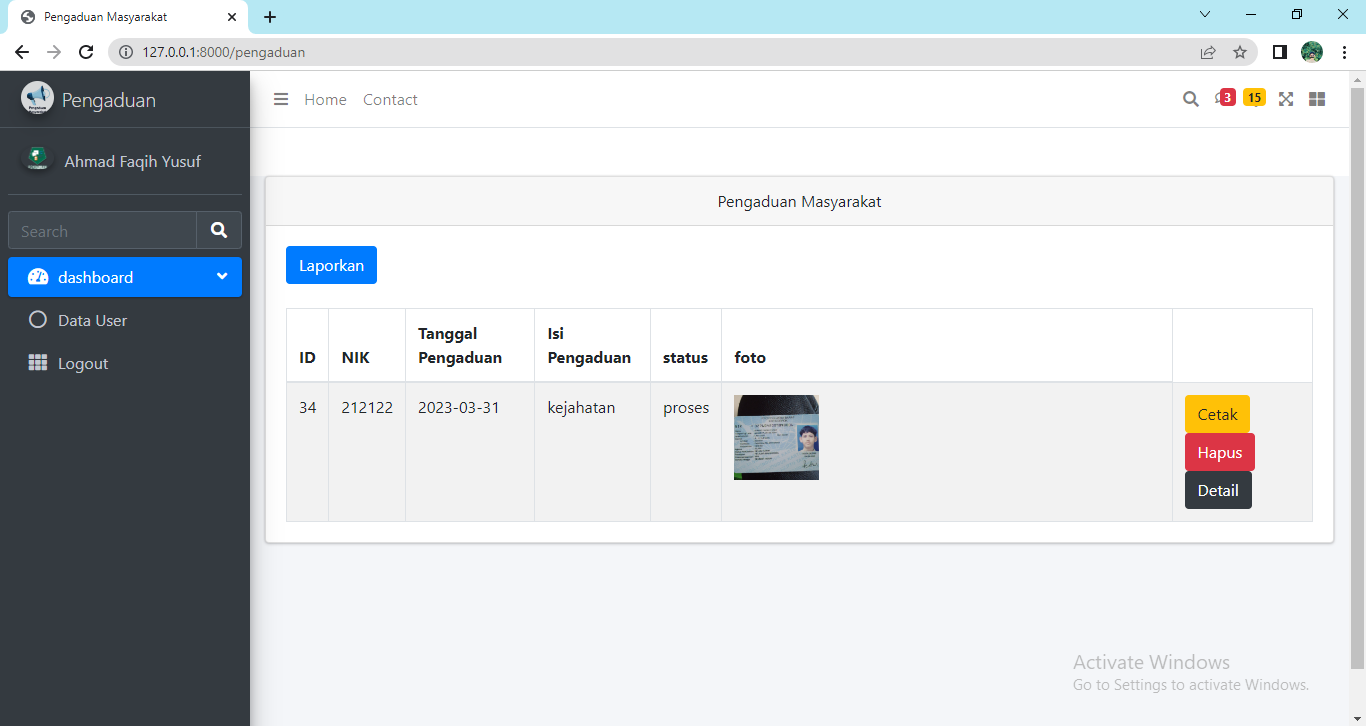 Pengaduan Masyarakat
127.0.0.1:8000/pengaduan
Pengaduan
Home Contact
3 15
Ahmad Faqih Yusuf
Search
dashboard
Data User
Logout
Pengaduan Masyarakat
Laporkan
ID NIK Tanggal Pengaduan Isi Pengaduan status foto
34 212122 2023-03-31 kejahatan proses
Cetak
Hapus
Detail
Activate Windows
Go to Settings to activate Windows.